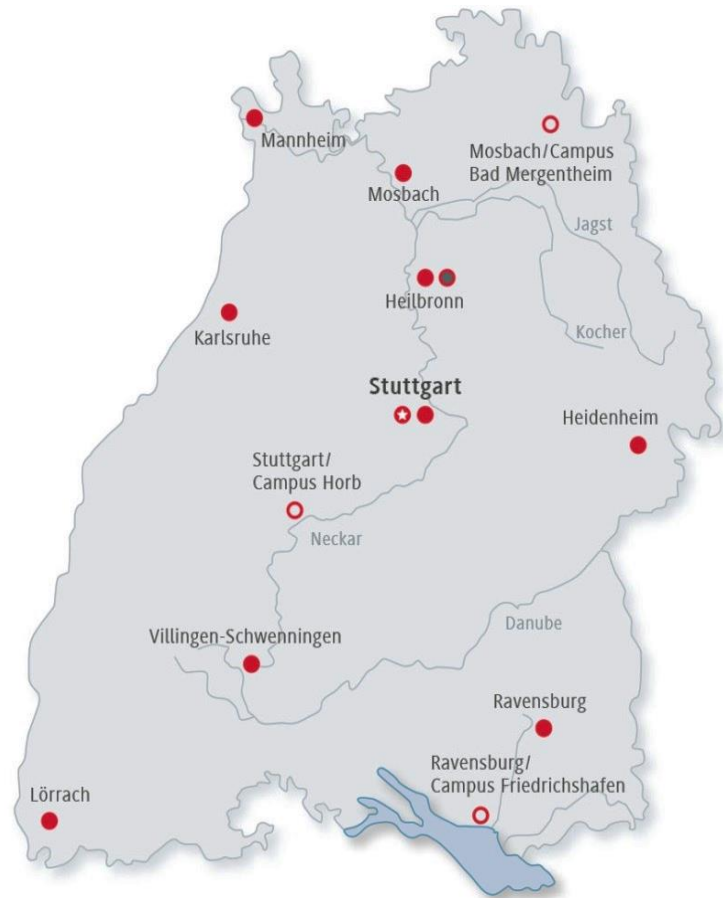 Mannheim
Mosbach/Campus
Bad Mergentheim
Mosbach
Jagst
Heilbronn
Kocher
Karlsruhe
Stuttgart
Heidenheim
Stuttgart/
Campus Horb
Neckar
Danube
Villingen-Schwenningen
Ravensburg
Ravensburg/
Campus Friedrichshafen
Lörrach